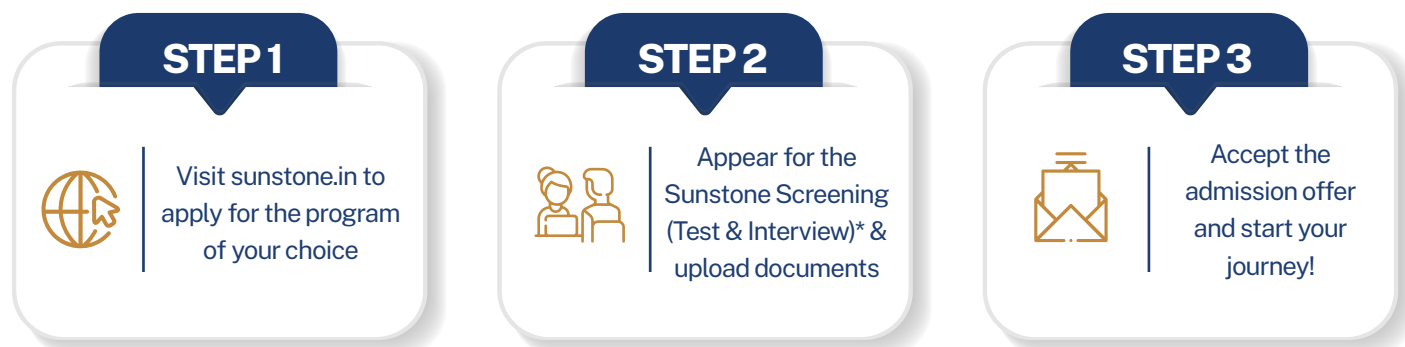 STEP 1
Visit sunstone.in to
apply for the program
of your choice
STEP 2
Appear for the
Sunstone Screening
(Test & Interview)* &
upload documents
STEP 3
Accept the
admission offer
and start your
journey!